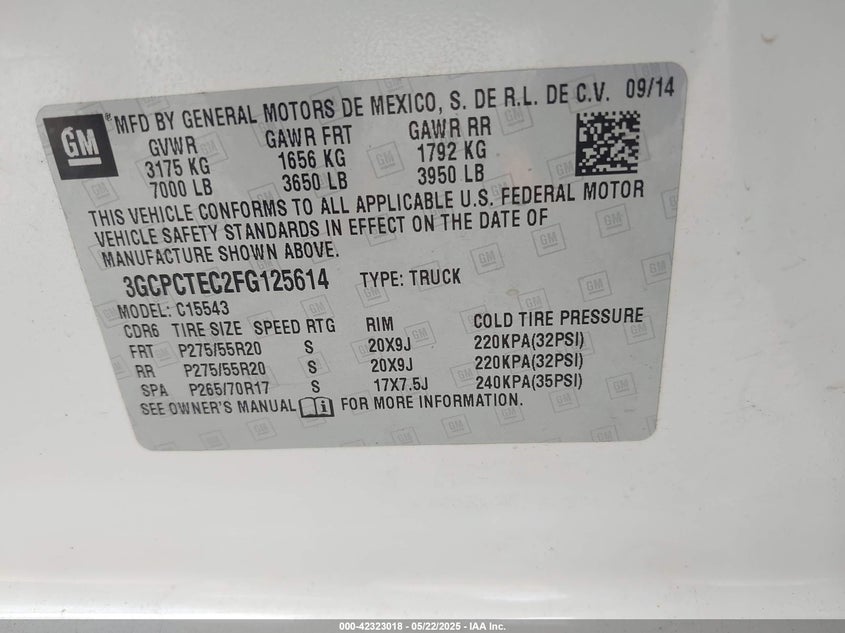 GM
® MFD BY GENERAL MOTORS DE MEXICO, S. DE R.L. DE C.V. 09/14
GVWR GAWR FRT GAWR RR
3175 KG 1656 KG 1792 KG
7000 LB 3650 LB 3950 LB
THIS VEHICLE CONFORMS TO ALL APPLICABLE U.S. FEDERAL MOTOR
VEHICLE SAFETY STANDARDS IN EFFECT ON THE DATE OF
MANUFACTURE SHOWN ABOVE.
3GCPCTEC2FG125614 TYPE: TRUCK
MODEL: C15543
CDR6 TIRE SIZE SPEED RTG RIM COLD TIRE PRESSURE
FRT P275/55R20 S 20X9J 220KPA(32PSI)
RR P275/55R20 S 20X9J 220KPA(32PSI)
SPA P265/70R17 S 17X7.5J 240KPA(35PSI)
SEE OWNER'S MANUAL FOR MORE INFORMATION.
000-42323018 - 05/22/2025 - IAA Inc.